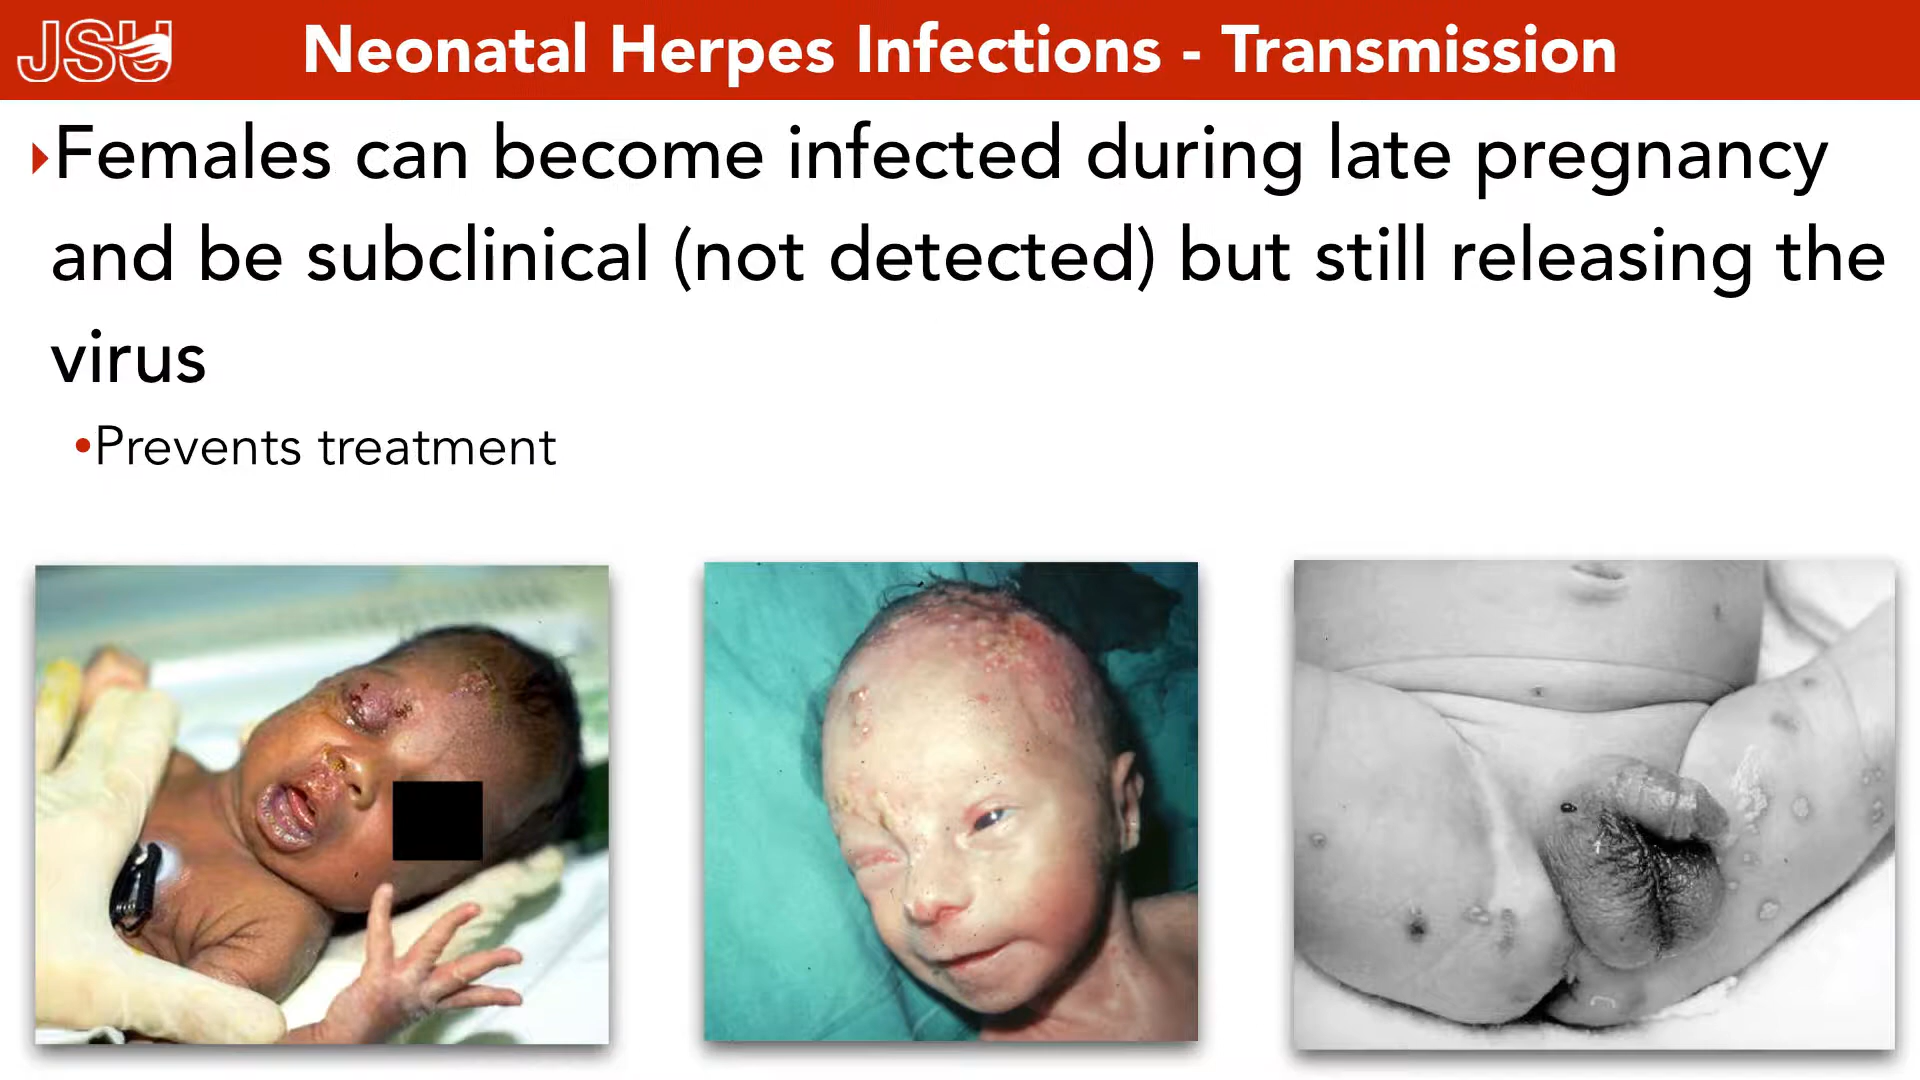 JSU
Neonatal Herpes Infections - Transmission
Females can become infected during late pregnancy
and be subclinical (not detected) but still releasing the
virus
•Prevents treatment